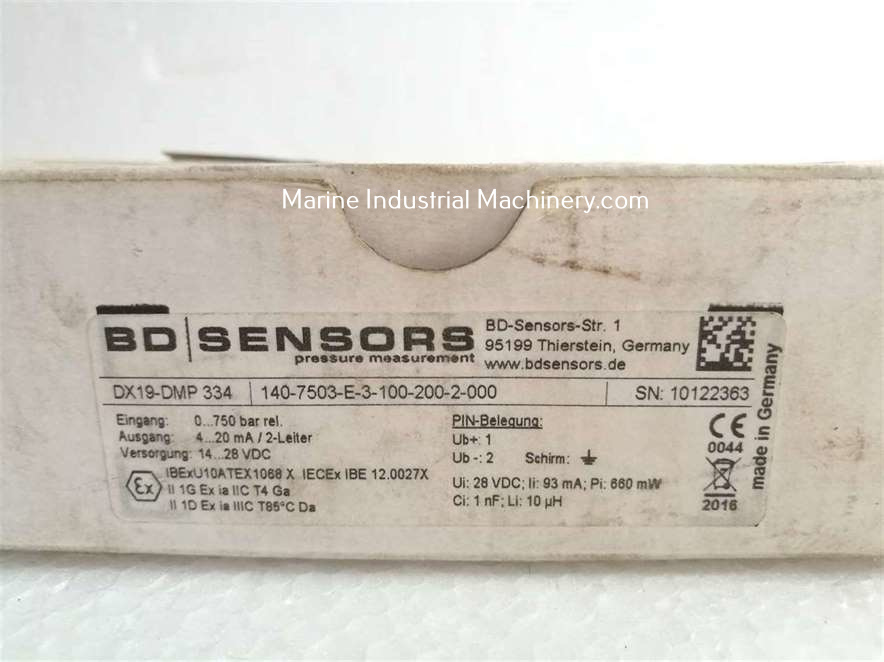 Marine Industrial Machinery.com
BD|SENSORS
pressure measurement
BD-Sensors-Str. 1
95199 Thierstein, Germany
www.bdsensors.de
DX19-DMP 334 | 140-7503-E-3-100-200-2-000 | SN: 10122363
Eingang: 0...750 bar rel.
Ausgang: 4...20 mA / 2-Leiter
Versorgung: 14...28 VDC
IBExU10ATEX1068 X IECEx IBE 12.0027X
Ex
II 1G Ex ia IIC T4 Ga
II 1D Ex ia IIIC T85°C Da
PIN-Belegung:
Ub+: 1
Ub -: 2 Schirm: ⏚
Ui: 28 VDC; Ii: 93 mA; Pi: 660 mW
Ci: 1 nF; Li: 10 µH
CE
0044
2016
made in Germany